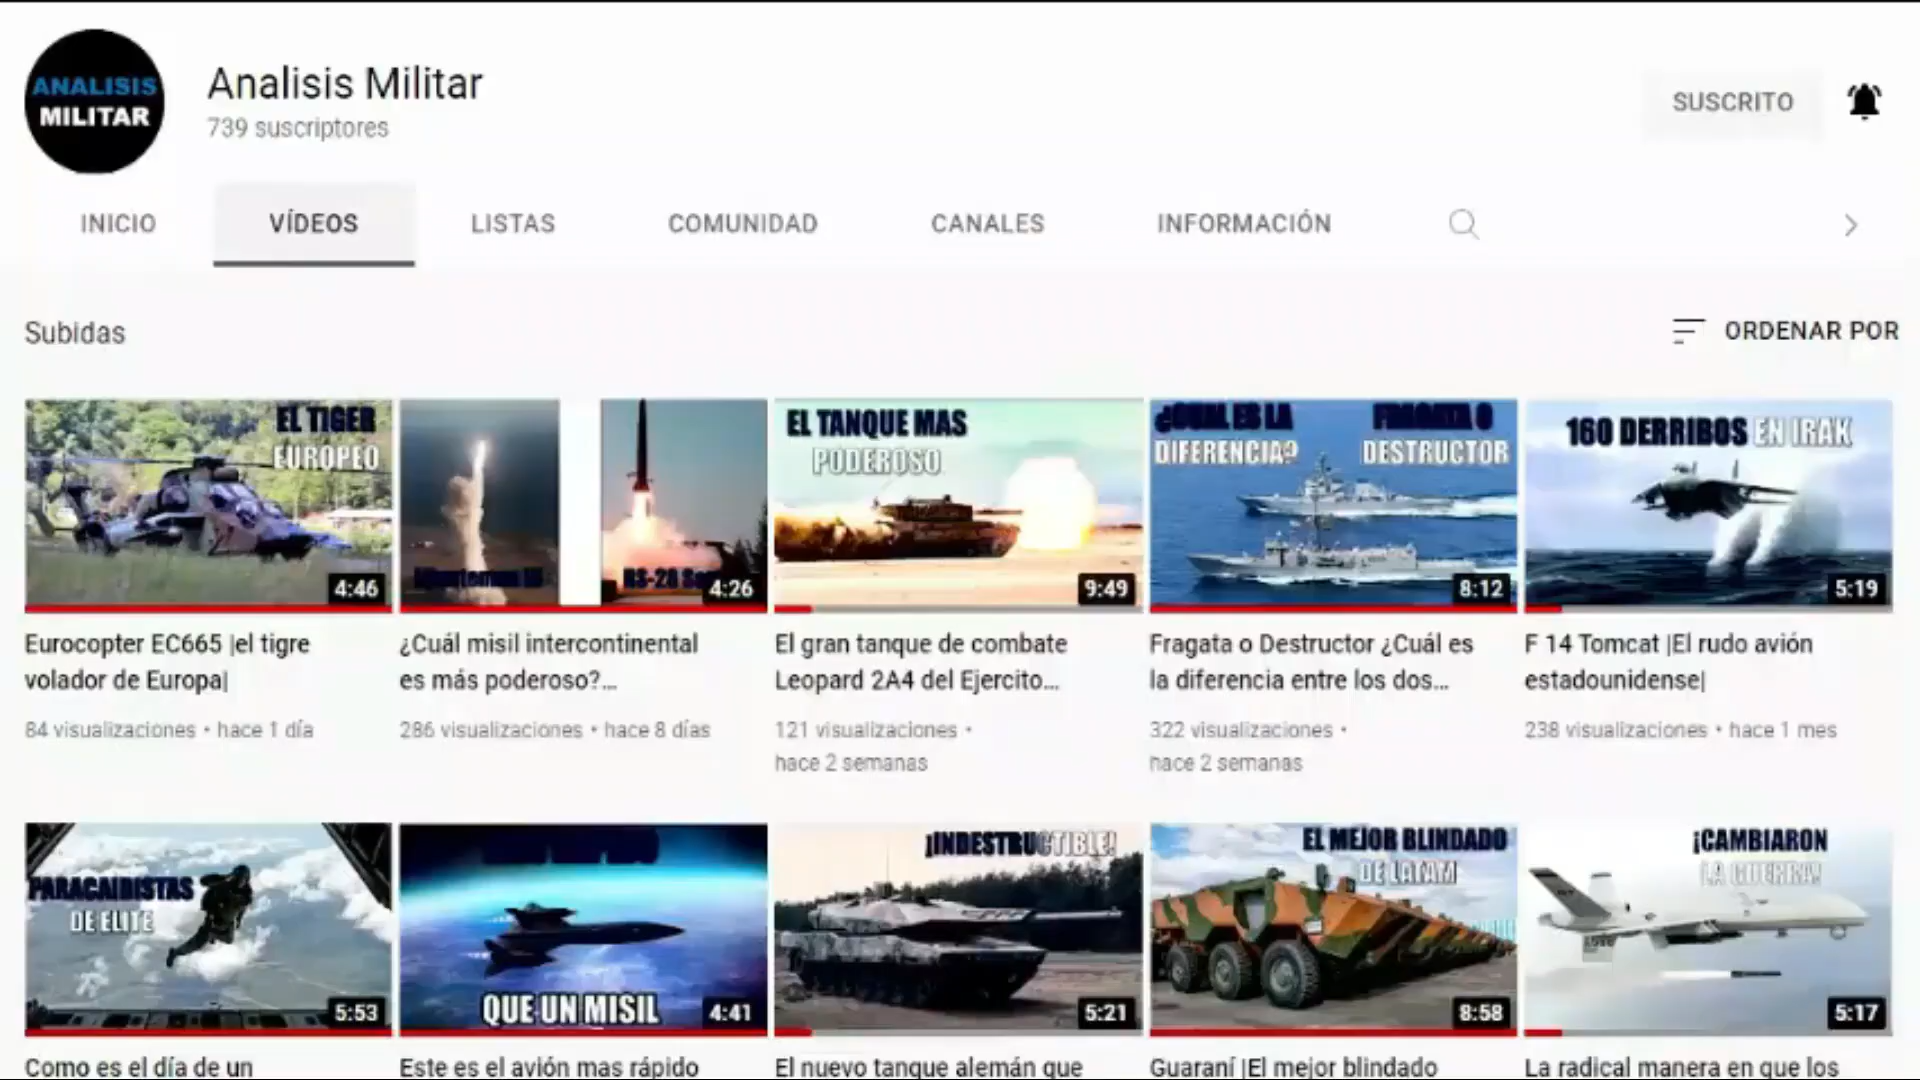 ANALISIS
MILITAR
Analisis Militar
739 suscriptores
SUSCRITO
INICIO
VÍDEOS
LISTAS
COMUNIDAD
CANALES
INFORMACIÓN
Subidas
ORDENAR POR
EL TIGER
EUROPEO
4:46
RS-28
4:26
EL TANQUE MAS
PODEROSO
9:49
¿CUAL ES LA
DIFERENCIA?
FRAGATA O
DESTRUCTOR
8:12
160 DERRIBOS EN IRAK
5:19
Eurocopter EC665 |el tigre
volador de Europa|
84 visualizaciones • hace 1 día
¿Cuál misil intercontinental
es más poderoso?...
286 visualizaciones • hace 8 días
El gran tanque de combate
Leopard 2A4 del Ejercito...
121 visualizaciones •
hace 2 semanas
Fragata o Destructor ¿Cuál es
la diferencia entre los dos...
322 visualizaciones •
hace 2 semanas
F 14 Tomcat |El rudo avión
estadounidense|
238 visualizaciones • hace 1 mes
PARACAIDISTAS
DE ELITE
5:53
QUE UN MISIL
4:41
¡INDESTRUCTIBLE!
5:21
EL MEJOR BLINDADO
DE LATAM
8:58
¡CAMBIARON
LA GUERRA!
5:17
Como es el día de un
Este es el avión mas rápido
El nuevo tanque alemán que
Guaraní |El mejor blindado
La radical manera en que los